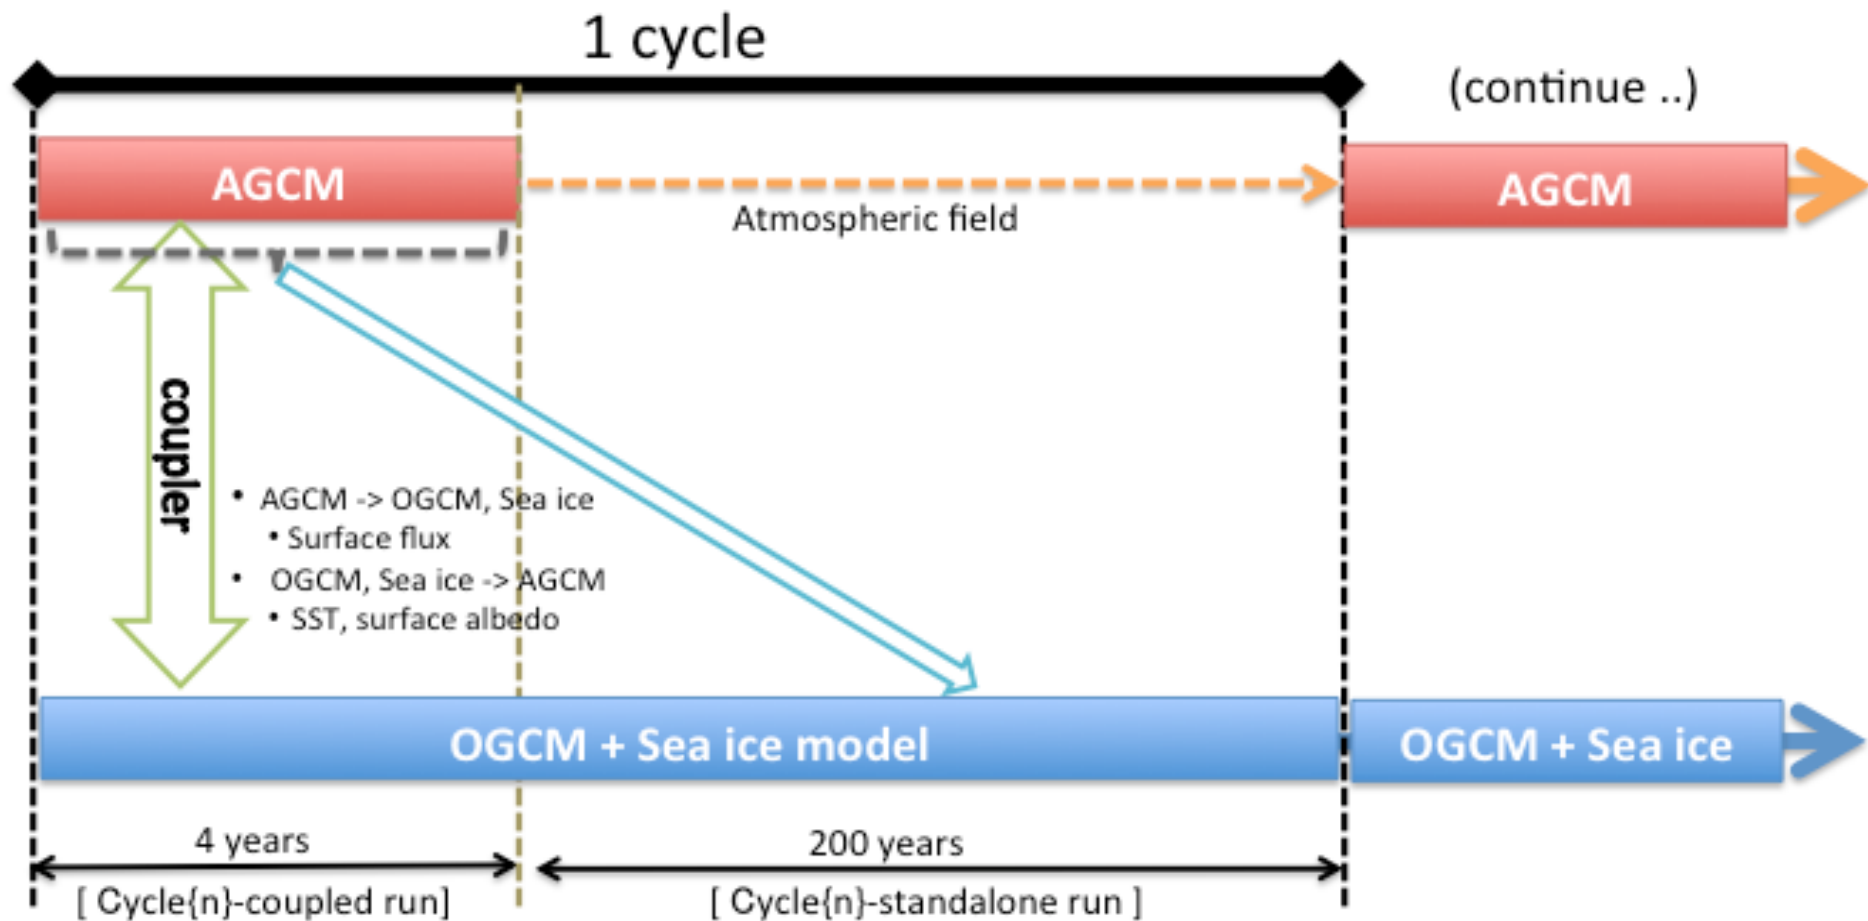 1 cycle
(continue ..)
AGCM
AGCM
Atmospheric field
coupler
• AGCM -> OGCM, Sea ice
• Surface flux
• OGCM, Sea ice -> AGCM
• SST, surface albedo
OGCM + Sea ice model
OGCM + Sea ice
4 years
200 years
[ Cycle{n}-coupled run]
[ Cycle{n}-standalone run ]